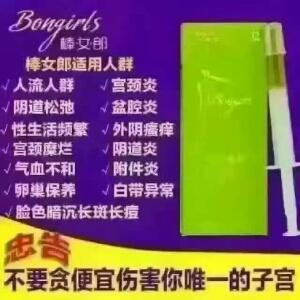 Bongirls
棒女郎
棒女郎适用人群
人流人群 宫颈炎
阴道松弛 盆腔炎
性生活频繁 外阴瘙痒
宫颈糜烂 阴道炎
气血不和 附件炎
卵巢保养 白带异常
脸色暗沉长斑长痘
忠告
不要贪便宜伤害你唯一的子宫